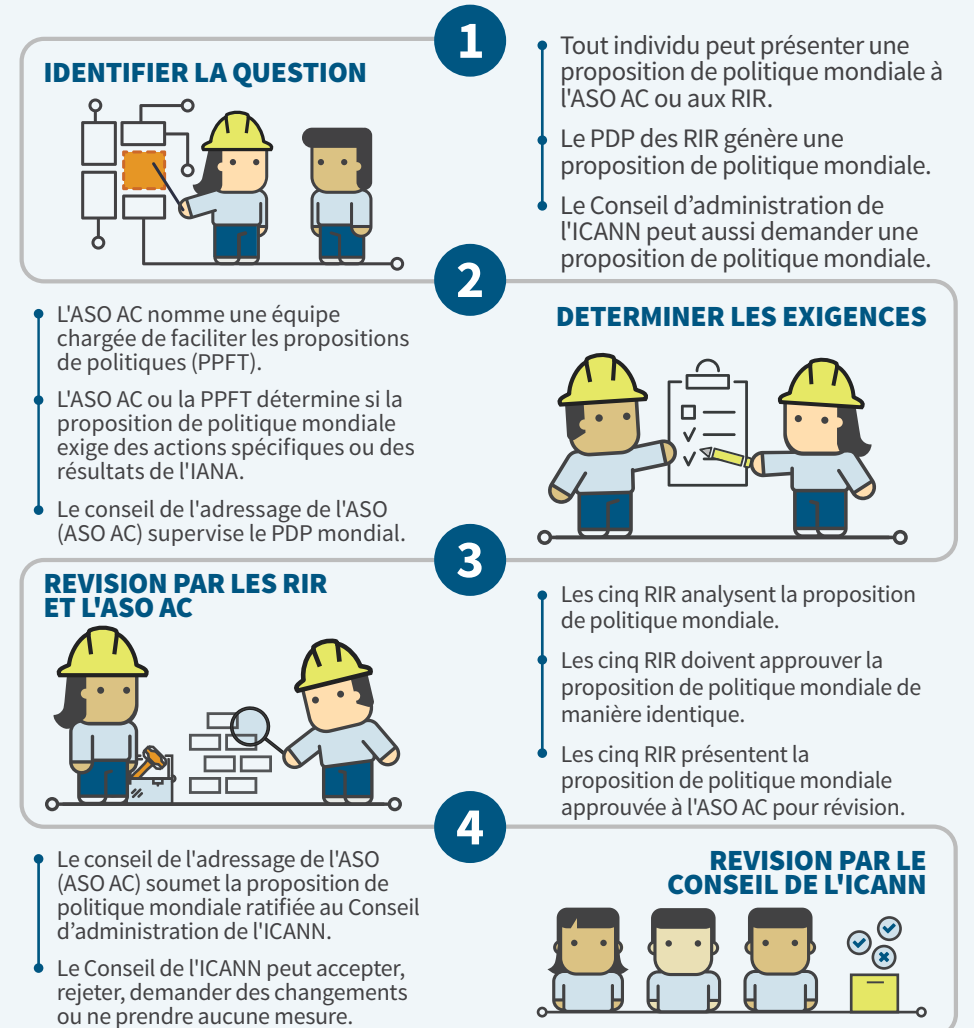 1
IDENTIFIER LA QUESTION
Tout individu peut présenter une
proposition de politique mondiale à
l'ASO AC ou aux RIR.
Le PDP des RIR génère une
proposition de politique mondiale.
Le Conseil d’administration de
l'ICANN peut aussi demander une
proposition de politique mondiale.
2
DETERMINER LES EXIGENCES
L'ASO AC nomme une équipe
chargée de faciliter les propositions
de politiques (PPFT).
L'ASO AC ou la PPFT détermine si la
proposition de politique mondiale
exige des actions spécifiques ou des
résultats de l'IANA.
Le conseil de l'adressage de l'ASO
(ASO AC) supervise le PDP mondial.
3
REVISION PAR LES RIR
ET L'ASO AC
Les cinq RIR analysent la proposition
de politique mondiale.
Les cinq RIR doivent approuver la
proposition de politique mondiale de
manière identique.
Les cinq RIR présentent la
proposition de politique mondiale
approuvée à l'ASO AC pour révision.
4
REVISION PAR LE
CONSEIL DE L'ICANN
Le conseil de l'adressage de l'ASO
(ASO AC) soumet la proposition de
politique mondiale ratifiée au Conseil
d’administration de l'ICANN.
Le Conseil de l'ICANN peut accepter,
rejeter, demander des changements
ou ne prendre aucune mesure.